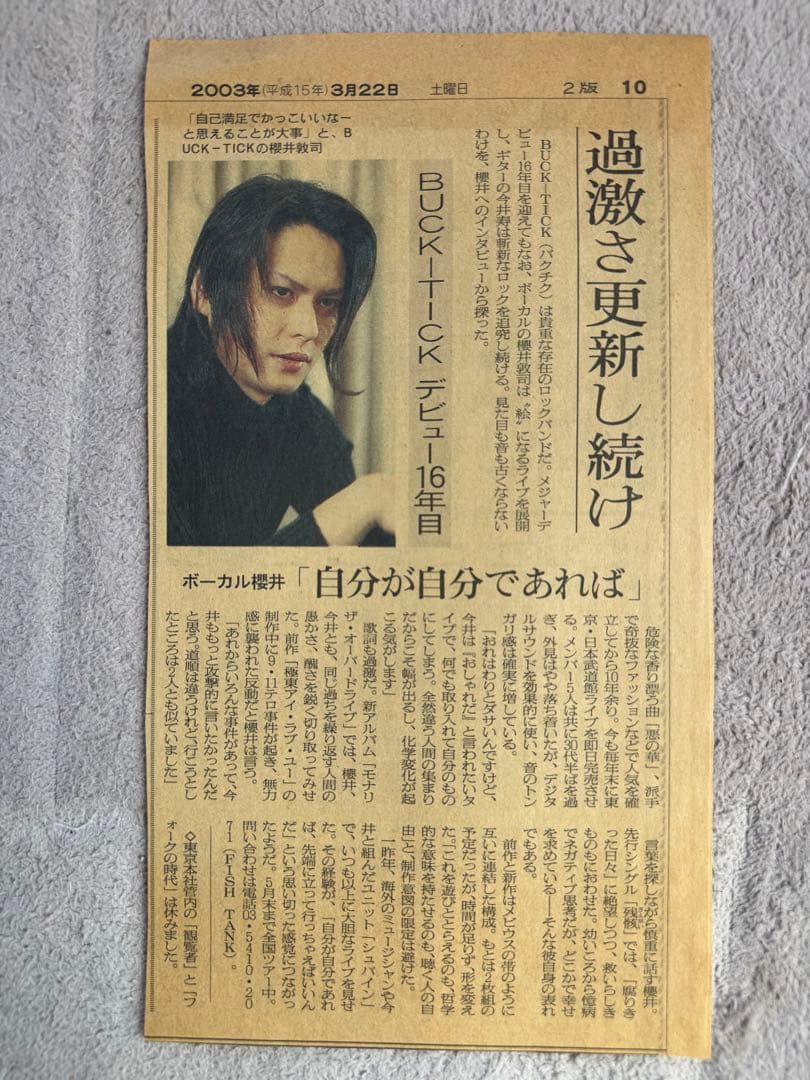 2003年(平成15年)3月22日 土曜日 2版 10
過激さ更新し続け
「自己満足でかっこいいなー
と思えることが大事」と、B
UCK−TICKの櫻井敦司
BUCK−TICK デビュー16年目
BUCK−TICK(バクチク)は貴重な存在のロックバンドだ。メジャーデ
ビュー16年目を迎えてもなお、ボーカルの櫻井敦司は〝絵〟になるライブを展開
し、ギターの今井寿は斬新なロックを追究し続ける。見た目も音も古くならない
わけを、櫻井へのインタビューから探った。
ボーカル櫻井「自分が自分であれば」
危険な香り漂う曲「悪の華」、派手
で奇抜なファッションなどで人気を確
立してから10年余り。今も毎年末に東
京・日本武道館ライブを即日完売させ
る。メンバー5人は共に30代半ばを過
ぎ、外見はやや落ち着いたが、デジタ
ルサウンドを効果的に使い、音のトン
ガリ感は確実に増している。
「おれはわりとダサいんですけど、
今井は『おしゃれだ』と言われたいタ
イプで、何でも取り入れて自分のもの
にしてしまう。全然違う人間の集まり
だからこそ幅が出るし、化学変化が起
こる気がします」
歌詞も過激だ。新アルバム「モナリ
ザ・オーバードライブ」では、櫻井、
今井とも、同じ過ちを繰り返す人間の
愚かさ、醜さを鋭く切り取ってみせ
た。前作「極東アイ・ラブ・ユー」の
制作中に9・11テロ事件が起き、無力
感に襲われた反動だと櫻井は言う。
「あれからいろんな事件があって、今
井ももっと攻撃的に言いたかったんだ
と思う。道順は違うけれど、行こうとし
たところは2人とも似ていました」
言葉を探しながら慎重に話す櫻井。
先行シングル「残骸」では、「腐りき
った日々」に絶望しつつ、救いらしき
ものもにおわせた。幼いころから憶病
でネガティブ思考だが、どこかで幸せ
を求めている——そんな彼自身の表れ
でもある。
前作と新作はメビウスの帯のように
互いに連結した構成。もとは2枚組の
予定だったが、時間が足りず、形を変え
た。「これを遊びととらえるのも、哲学
的な意味を持たせるのも、聴く人の自
由」と、制作意図の限定は避けた。
一昨年、海外のミュージシャンや今
井と組んだユニット「シュバイン」
で、いつも以上に大胆なライブを見せ
た。その経験が、「自分が自分であれ
ば、先端に立って行っちゃえばいいん
だ」という思い切った感覚につながっ
たようだ。5月末まで全国ツアー中。
問い合わせは電話03・5410・20
71(FISH TANK)。
◇東京本社管内の「観覧者」と「フ
ォークの時代」は休みました。